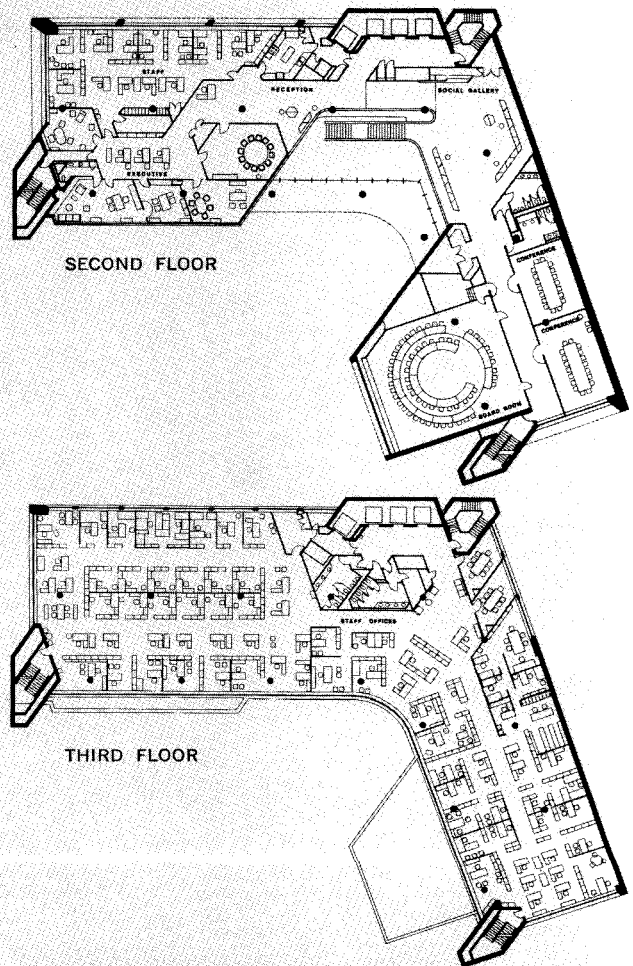 STAFF
RECEPTION
SOCIAL GALLERY
EXECUTIVE
SECOND FLOOR
CONFERENCE
CONFERENCE
BOARD ROOM
STAFF OFFICES
THIRD FLOOR